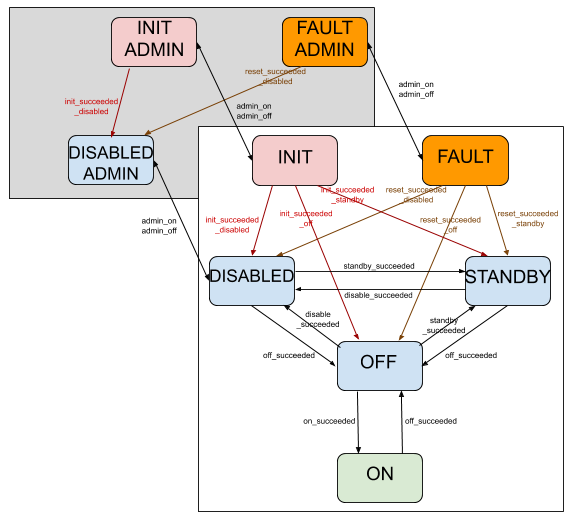 INIT
ADMIN
FAULT
ADMIN
reset_succeeded
_disabled
init_succeeded
_disabled
admin_on
admin_off
admin_on
admin_off
DISABLED
ADMIN
INIT
FAULT
init_succeeded
_standby
reset_succeeded
_disabled
admin_on
admin_off
init_succeeded
_disabled
init_succeeded
_off
reset_succeeded
_off
reset_succeeded
_standby
DISABLED
standby_succeeded
disable_succeeded
STANDBY
disable
_succeeded
standby
_succeeded
off_succeeded
OFF
off_succeeded
on_succeeded
off_succeeded
ON